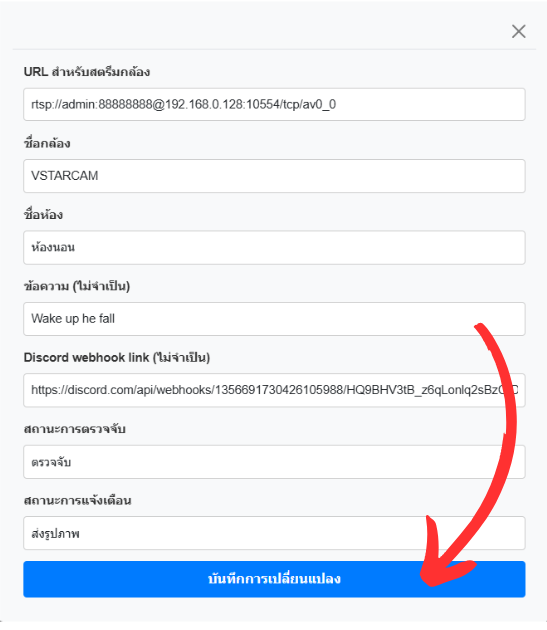 URL สำหรับสตรีมกล้อง
rtsp://admin:88888888@192.168.0.128:10554/tcp/av0_0
ชื่อกล้อง
VSTARCAM
ชื่อห้อง
ห้องนอน
ข้อความ (ไม่จำเป็น)
Wake up he fall
Discord webhook link (ไม่จำเป็น)
https://discord.com/api/webhooks/1356691730426105988/HQ9BHV3tB_z6qLonlq2sBzG
สถานะการตรวจจับ
ตรวจจับ
สถานะการแจ้งเตือน
ส่งรูปภาพ
บันทึกการเปลี่ยนแปลง